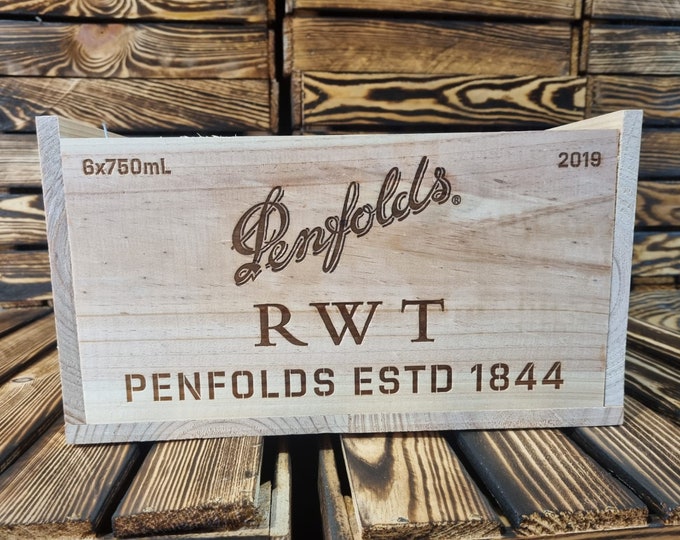 6x750mL 2019
Penfolds®
RWT
PENFOLDS ESTD 1844